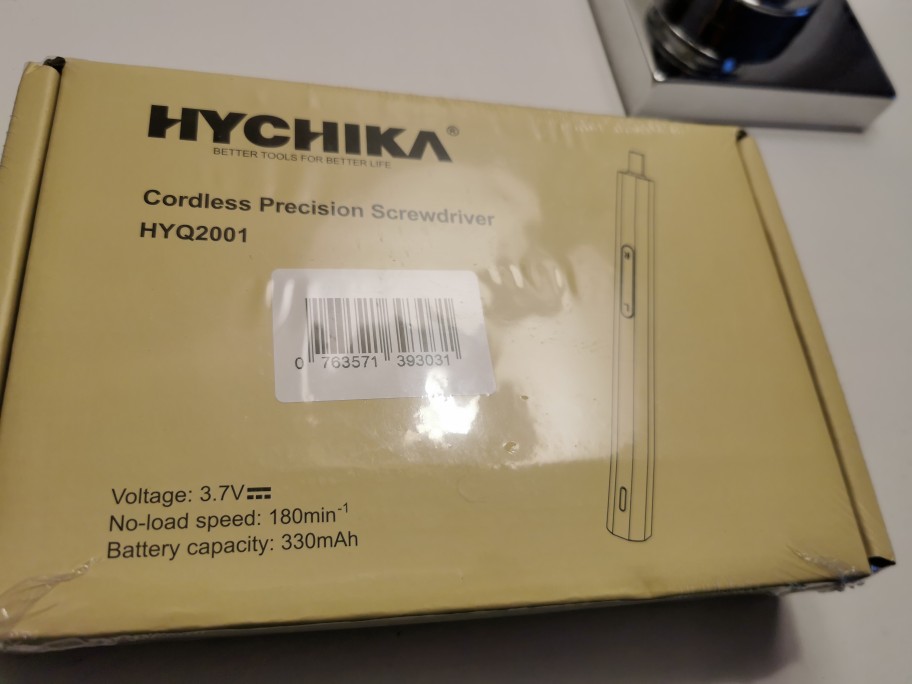 HYCHIKA®
BETTER TOOLS FOR BETTER LIFE
Cordless Precision Screwdriver
HYQ2001
0 763571 393031
Voltage: 3.7V⎓
No-load speed: 180min⁻¹
Battery capacity: 330mAh